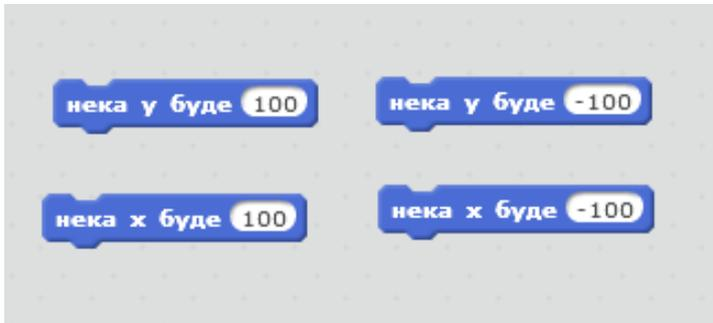 нека y буде 100
нека y буде -100
нека x буде 100
нека x буде -100